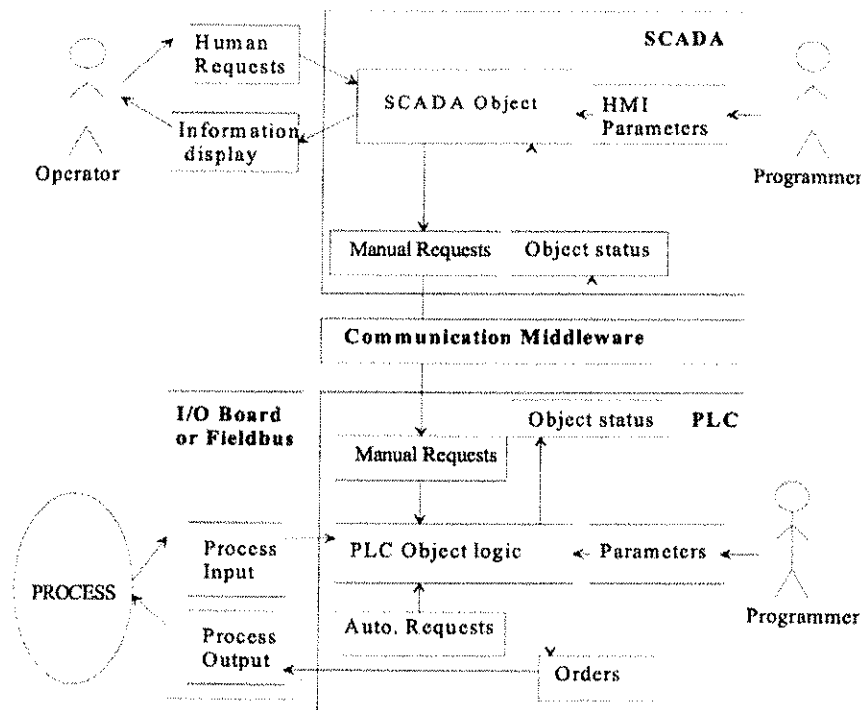 Human
Requests
SCADA
SCADA Object
HMI
Parameters
Information
display
Operator
Programmer
Manual Requests
Object status
Communication Middleware
I/O Board
or Fieldbus
Object status
PLC
Manual Requests
Process
Input
PLC Object logic
Parameters
PROCESS
Programmer
Auto. Requests
Process
Output
Orders